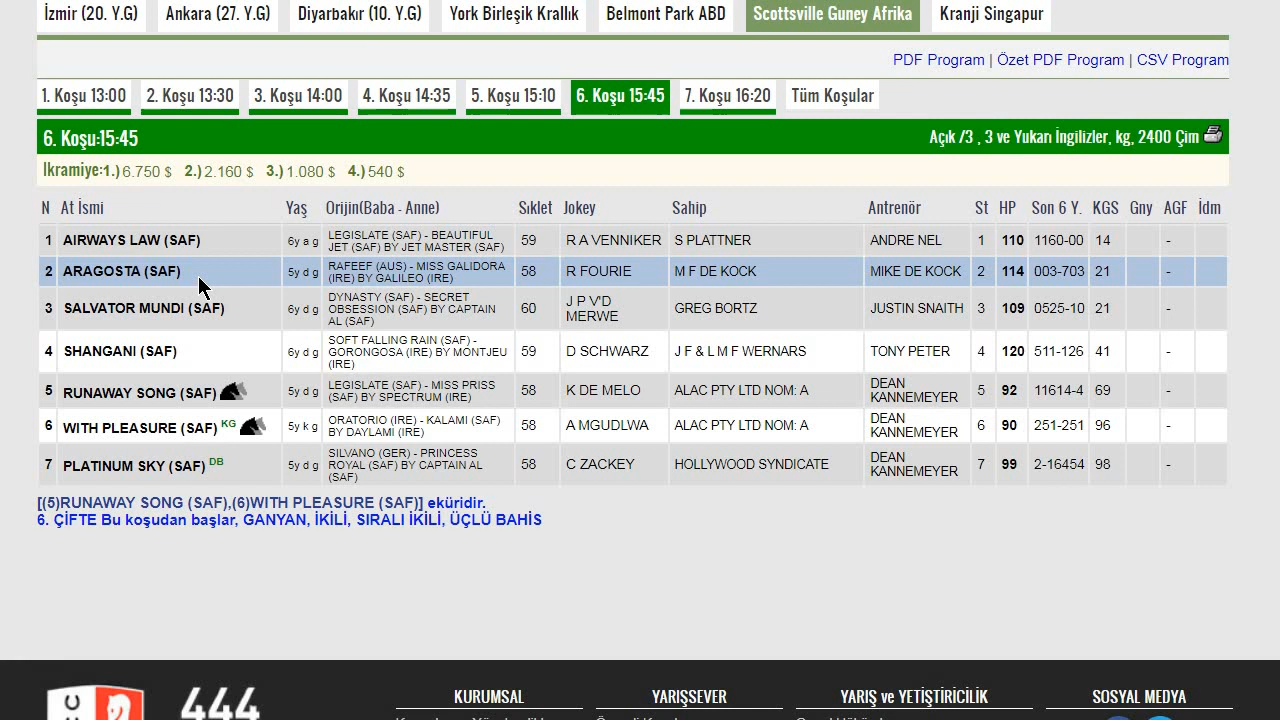 İzmir (20. Y.G) Ankara (27. Y.G) Diyarbakır (10. Y.G) York Birleşik Krallık Belmont Park ABD Scottsville Guney Afrika Kranji Singapur
PDF Program | Özet PDF Program | CSV Program
1. Koşu 13:00 2. Koşu 13:30 3. Koşu 14:00 4. Koşu 14:35 5. Koşu 15:10 6. Koşu 15:45 7. Koşu 16:20 Tüm Koşular
6. Koşu:15:45 Açık /3 , 3 ve Yukarı İngilizler, kg, 2400 Çim
Ikramiye:1.) 6.750 $ 2.) 2.160 $ 3.) 1.080 $ 4.) 540 $
N At İsmi Yaş Orijin(Baba - Anne) Sıklet Jokey Sahip Antrenör St HP Son 6 Y. KGS Gny AGF İdm
1 AIRWAYS LAW (SAF) 6y a g LEGISLATE (SAF) - BEAUTIFUL JET (SAF) BY JET MASTER (SAF) 59 R A VENNIKER S PLATTNER ANDRE NEL 1 110 1160-00 14 -
2 ARAGOSTA (SAF) 5y d g RAFEEF (AUS) - MISS GALIDORA (IRE) BY GALILEO (IRE) 58 R FOURIE M F DE KOCK MIKE DE KOCK 2 114 003-703 21 -
3 SALVATOR MUNDI (SAF) 6y d g DYNASTY (SAF) - SECRET OBSESSION (SAF) BY CAPTAIN AL (SAF) 60 J P V'D MERWE GREG BORTZ JUSTIN SNAITH 3 109 0525-10 21 -
4 SHANGANI (SAF) 6y d g SOFT FALLING RAIN (SAF) - GORONGOSA (IRE) BY MONTJEU (IRE) 59 D SCHWARZ J F & L M F WERNARS TONY PETER 4 120 511-126 41 -
5 RUNAWAY SONG (SAF) 5y d g LEGISLATE (SAF) - MISS PRISS (SAF) BY SPECTRUM (IRE) 58 K DE MELO ALAC PTY LTD NOM: A DEAN KANNEMEYER 5 92 11614-4 69 -
6 WITH PLEASURE (SAF) KG 5y k g ORATORIO (IRE) - KALAMI (SAF) BY DAYLAMI (IRE) 58 A MGUDLWA ALAC PTY LTD NOM: A DEAN KANNEMEYER 6 90 251-251 96 -
7 PLATINUM SKY (SAF) DB 5y d g SILVANO (GER) - PRINCESS ROYAL (SAF) BY CAPTAIN AL (SAF) 58 C ZACKEY HOLLYWOOD SYNDICATE DEAN KANNEMEYER 7 99 2-16454 98 -
[(5)RUNAWAY SONG (SAF),(6)WITH PLEASURE (SAF)] eküridir.
6. ÇİFTE Bu koşudan başlar, GANYAN, İKİLİ, SIRALI İKİLİ, ÜÇLÜ BAHİS
444 KURUMSAL YARIŞSEVER YARIŞ ve YETİŞTİRİCİLİK SOSYAL MEDYA